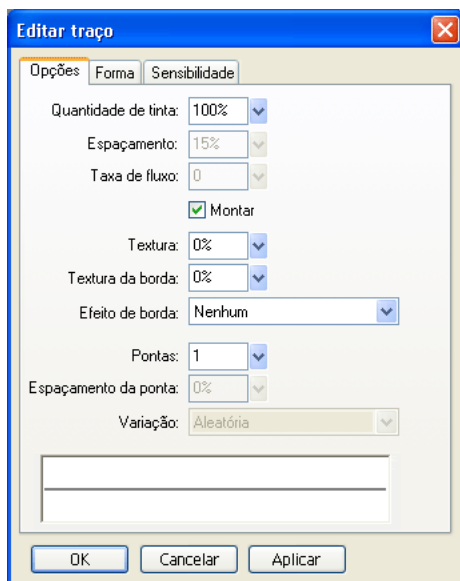 Editar traço
Opções Forma Sensibilidade
Quantidade de tinta: 100%
Espaçamento: 15%
Taxa de fluxo: 0
Montar
Textura: 0%
Textura da borda: 0%
Efeito de borda: Nenhum
Pontas: 1
Espaçamento da ponta: 0%
Variação: Aleatória
OK Cancelar Aplicar